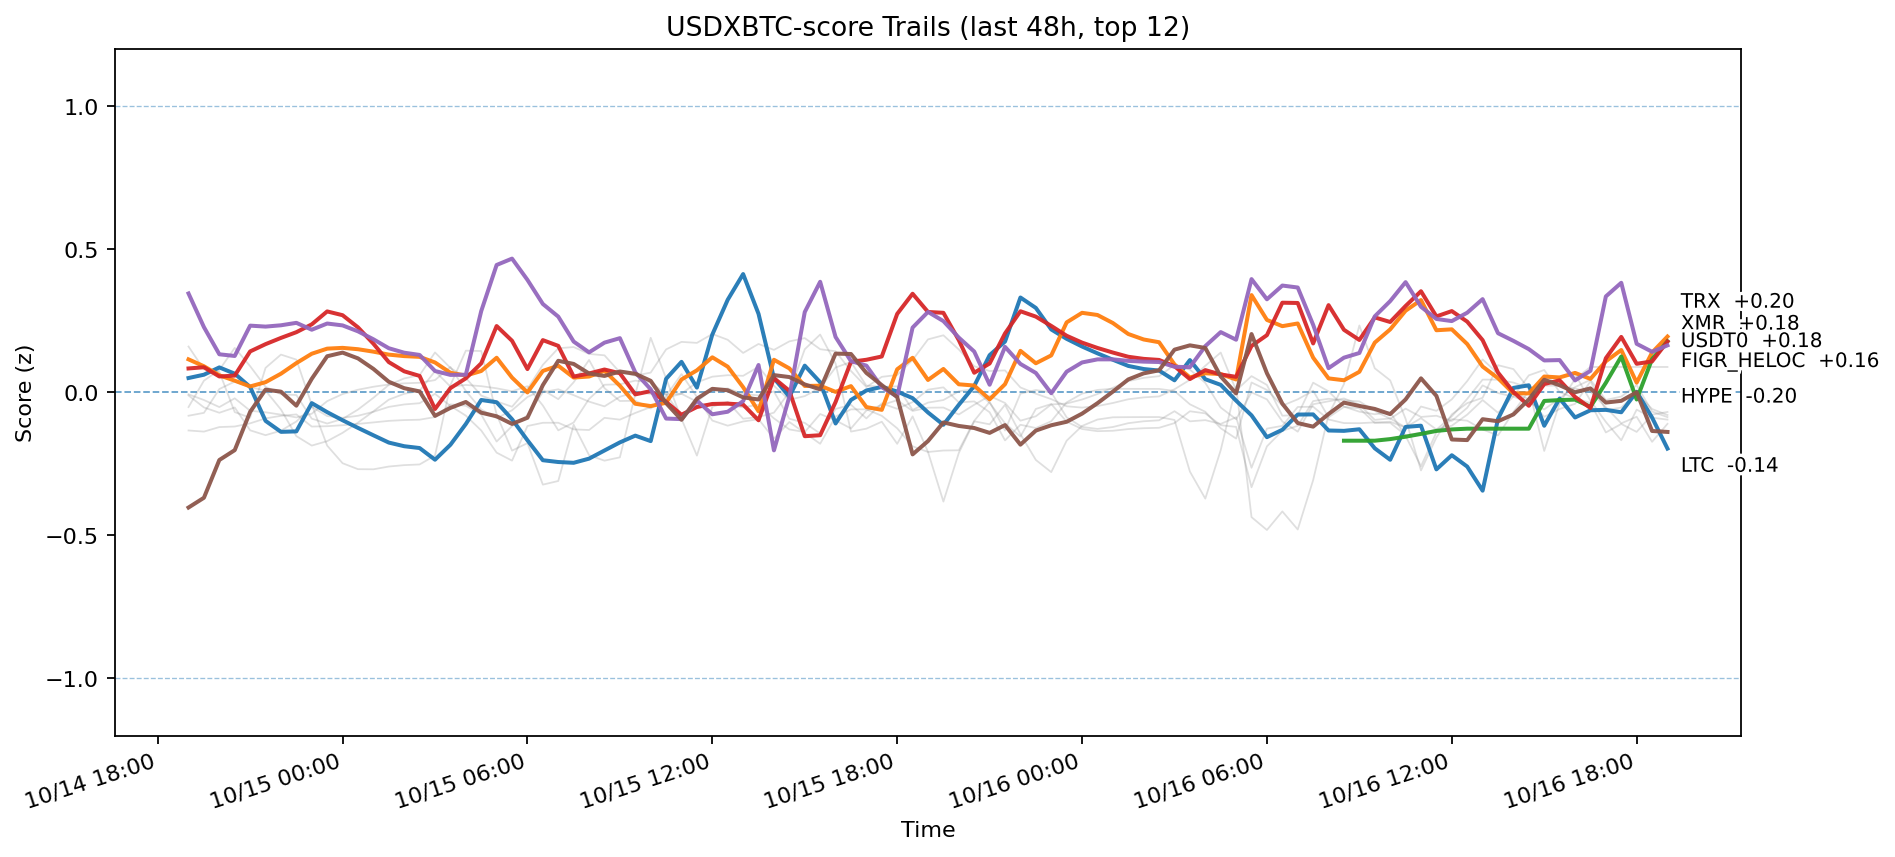 USDXBTC-score Trails (last 48h, top 12)
1.0
0.5
0.0
−0.5
−1.0
Score (z)
TRX +0.20
XMR +0.18
USDT0 +0.18
FIGR_HELOC +0.16
HYPE -0.20
LTC -0.14
10/14 18:00
10/15 00:00
10/15 06:00
10/15 12:00
10/15 18:00
10/16 00:00
10/16 06:00
10/16 12:00
10/16 18:00
Time